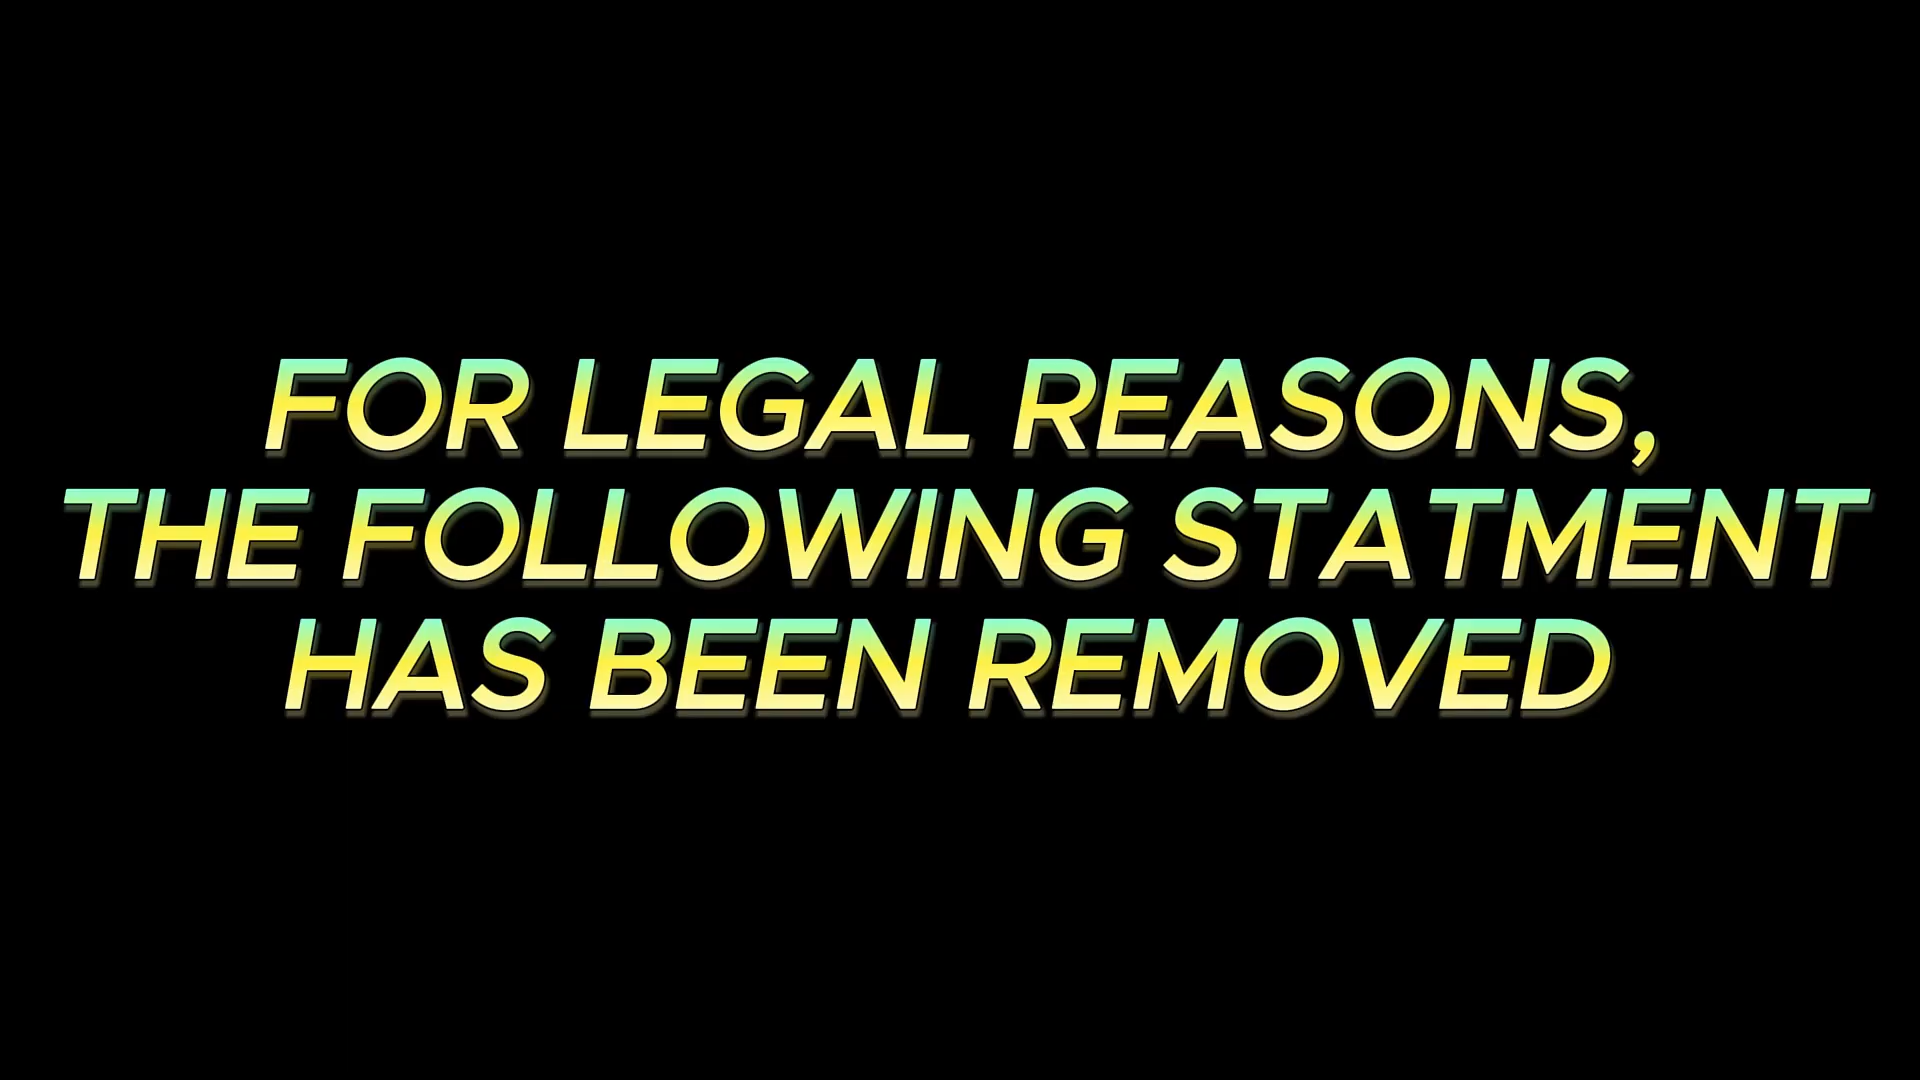 FOR LEGAL REASONS,
THE FOLLOWING STATMENT
HAS BEEN REMOVED